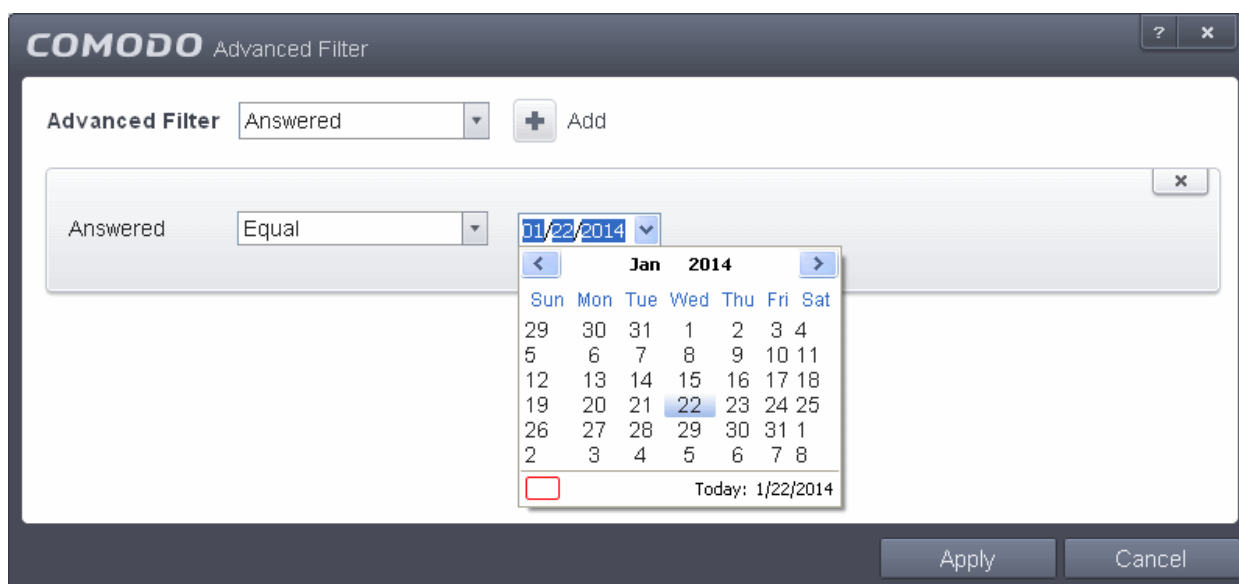 COMODO Advanced Filter ? ×
Advanced Filter Answered + Add
×
Answered Equal 01/22/2014
< Jan 2014 >
Sun Mon Tue Wed Thu Fri Sat
29 30 31 1 2 3 4
5 6 7 8 9 10 11
12 13 14 15 16 17 18
19 20 21 22 23 24 25
26 27 28 29 30 31 1
2 3 4 5 6 7 8
Today: 1/22/2014
Apply Cancel